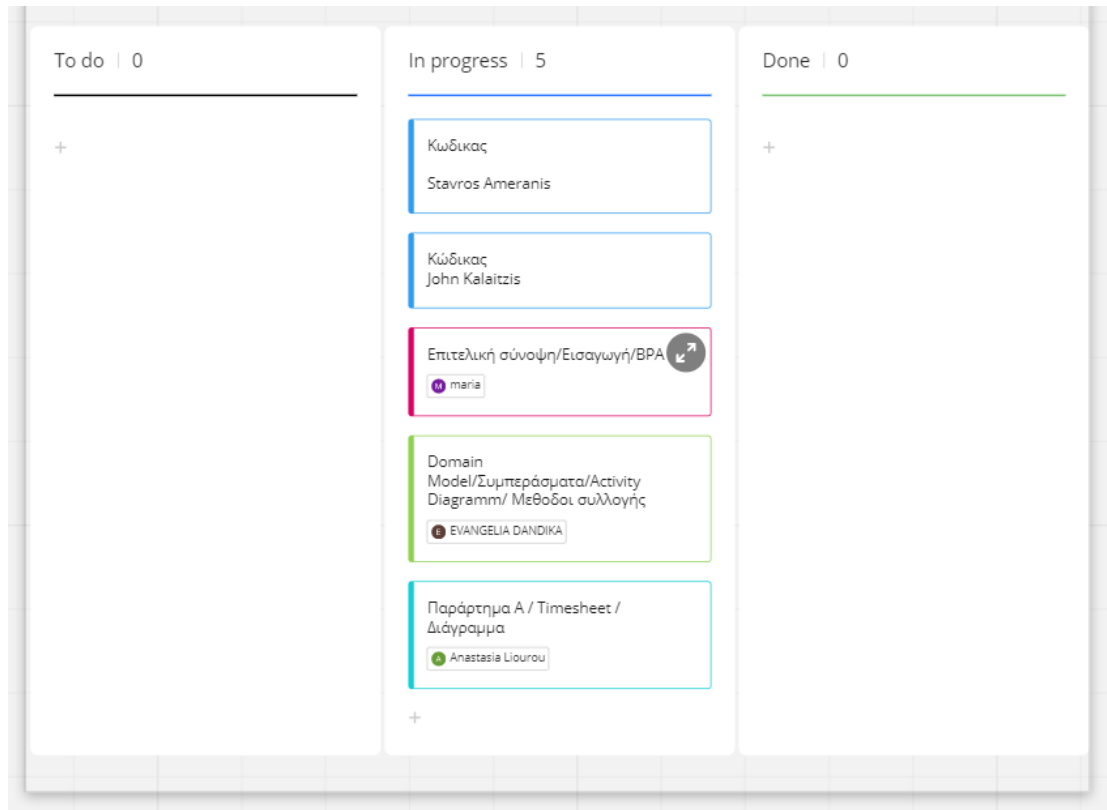 To do | 0
In progress | 5
Done | 0
+
+
Κωδικας
Stavros Ameranis
Κώδικας
John Kalaitzis
Επιτελική σύνοψη/Εισαγωγή/BPA
M maria
Domain
Model/Συμπεράσματα/Activity
Diagramm/ Μεθοδοι συλλογής
E EVANGELIA DANDIKA
Παράρτημα Α / Timesheet /
Διάγραμμα
A Anastasia Liourou
+